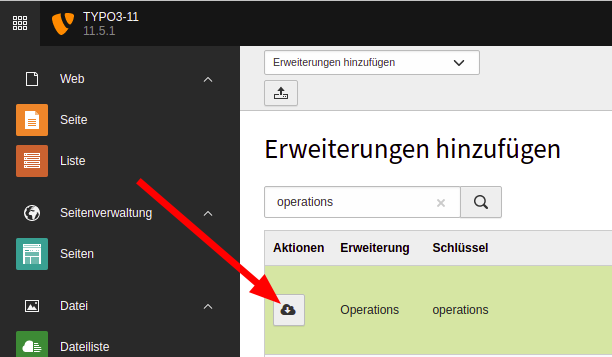 TYPO3-11
11.5.1
Web
Seite
Liste
Seitenverwaltung
Seiten
Datei
Dateiliste
Erweiterungen hinzufügen
Erweiterungen hinzufügen
operations
Aktionen Erweiterung Schlüssel
Operations operations